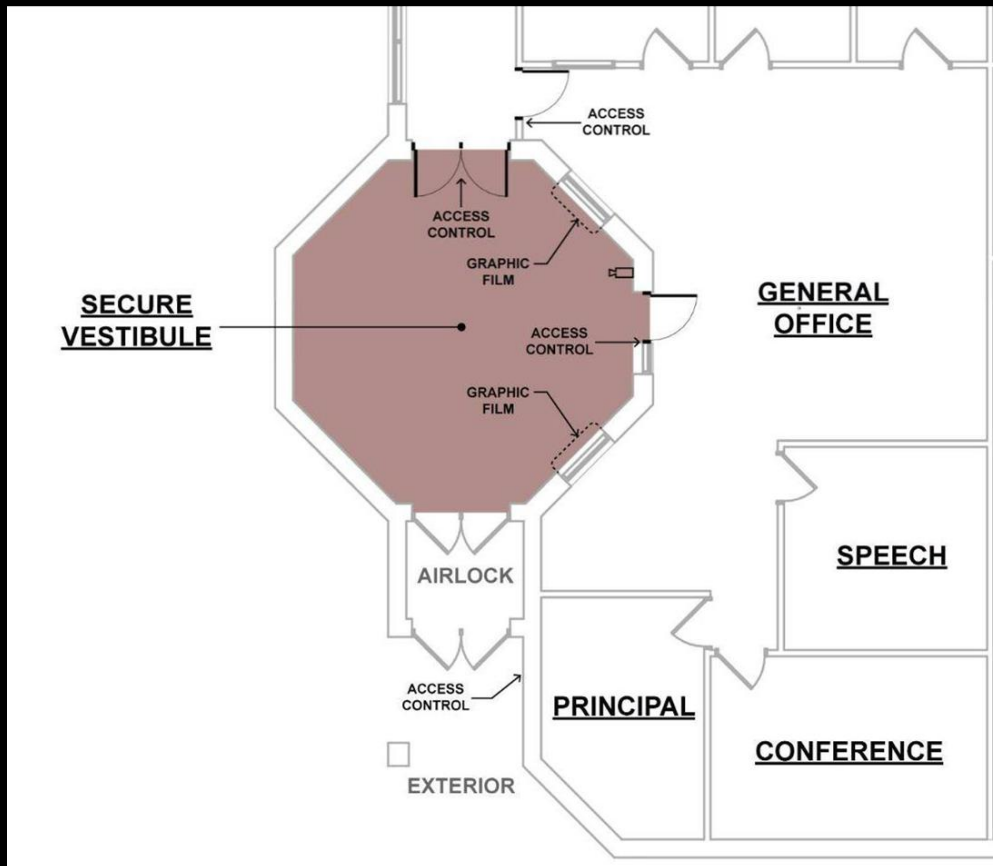 ACCESS
CONTROL
ACCESS
CONTROL
GRAPHIC
FILM
SECURE
VESTIBULE
GENERAL
OFFICE
ACCESS
CONTROL
GRAPHIC
FILM
AIRLOCK
SPEECH
ACCESS
CONTROL
PRINCIPAL
CONFERENCE
EXTERIOR